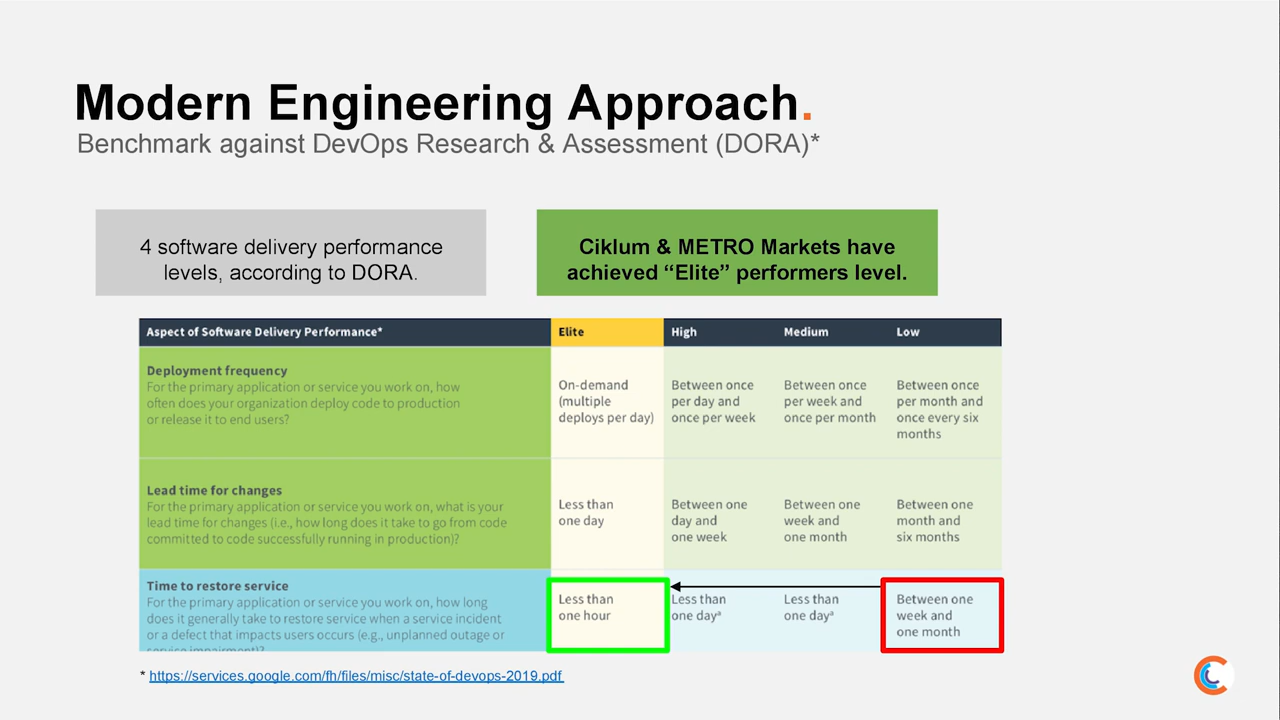 Modern Engineering Approach.
Benchmark against DevOps Research & Assessment (DORA)*
4 software delivery performance
levels, according to DORA.
Ciklum & METRO Markets have
achieved “Elite” performers level.
Aspect of Software Delivery Performance* Elite High Medium Low
Deployment frequency
For the primary application or service you work on, how
often does your organization deploy code to production
or release it to end users?
On-demand
(multiple
deploys per day)
Between once
per day and
once per week
Between once
per week and
once per month
Between once
per month and
once every six
months
Lead time for changes
For the primary application or service you work on, what is your
lead time for changes (i.e., how long does it take to go from code
committed to code successfully running in production)?
Less than
one day
Between one
day and
one week
Between one
week and
one month
Between one
month and
six months
Time to restore service
For the primary application or service you work on, how long
does it generally take to restore service when a service incident
or a defect that impacts users occurs (e.g., unplanned outage or
service impairment)?
Less than
one hour
Less than
one dayª
Less than
one dayª
Between one
week and
one month
* https://services.google.com/fh/files/misc/state-of-devops-2019.pdf